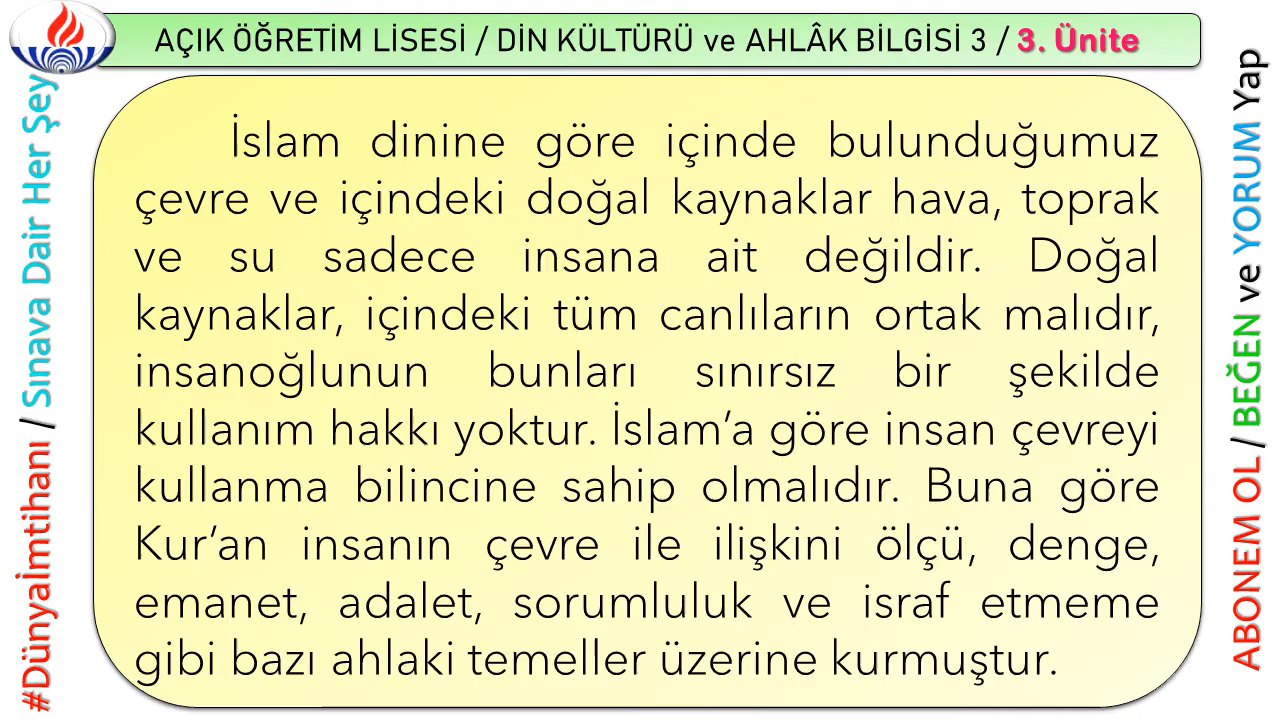 AÇIK ÖĞRETİM LİSESİ / DİN KÜLTÜRÜ ve AHLÂK BİLGİSİ 3 / 3. Ünite
İslam dinine göre içinde bulunduğumuz
çevre ve içindeki doğal kaynaklar hava, toprak
ve su sadece insana ait değildir. Doğal
kaynaklar, içindeki tüm canlıların ortak malıdır,
insanoğlunun bunları sınırsız bir şekilde
kullanım hakkı yoktur. İslam’a göre insan çevreyi
kullanma bilincine sahip olmalıdır. Buna göre
Kur’an insanın çevre ile ilişkini ölçü, denge,
emanet, adalet, sorumluluk ve israf etmeme
gibi bazı ahlaki temeller üzerine kurmuştur.
#Dünyaİmtihanı / Sınava Dair Her Şey
ABONEM OL / BEĞEN ve YORUM Yap